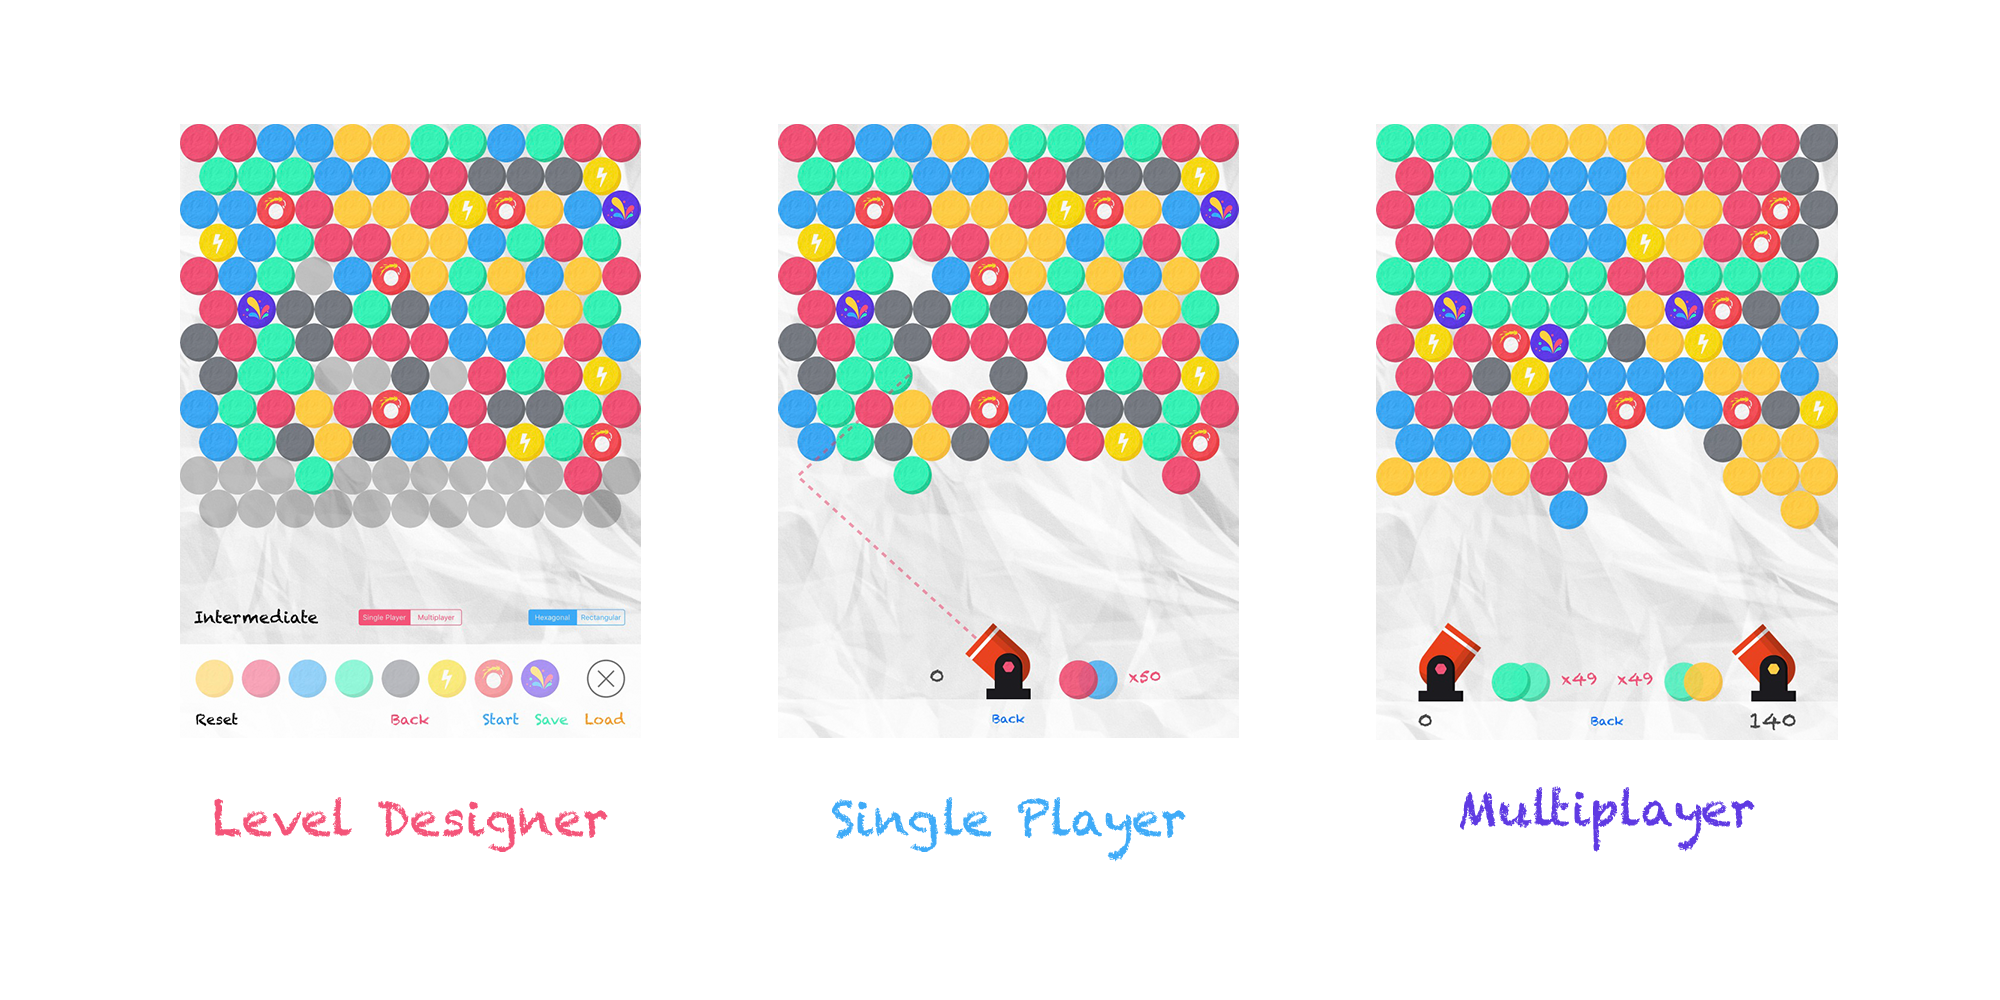 Intermediate
Single Player Multiplayer
Hexagonal Rectangular
Reset Back Start Save Load
Level Designer
0 x50
Back
Single Player
x49 x49
0 Back 140
Multiplayer